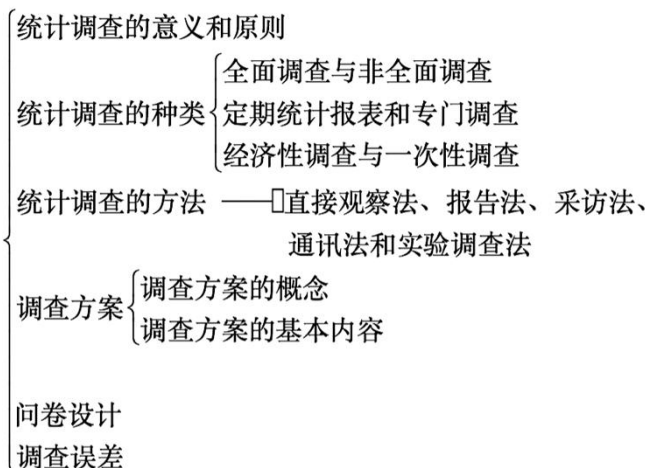 统计调查的意义和原则
全面调查与非全面调查
统计调查的种类
定期统计报表和专门调查
经济性调查与一次性调查
统计调查的方法 ——直接观察法、报告法、采访法、
通讯法和实验调查法
调查方案的概念
调查方案
调查方案的基本内容
问卷设计
调查误差